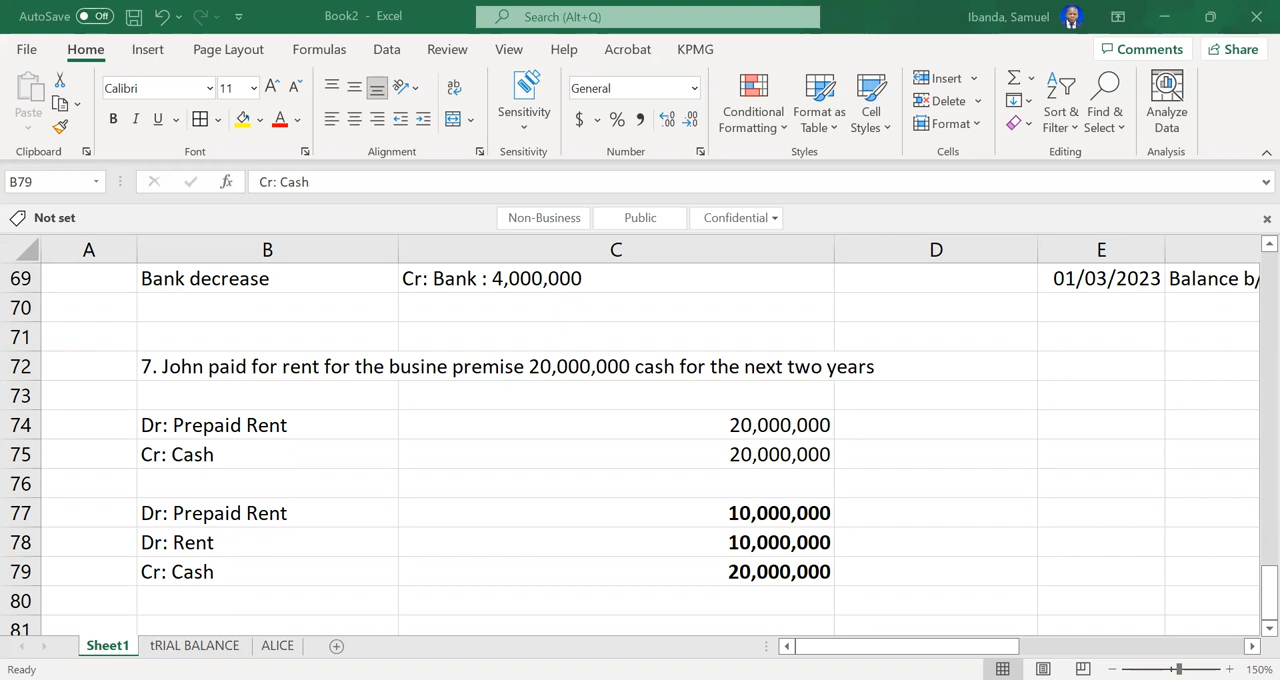 AutoSave Off Book2 - Excel Search (Alt+Q) Ibanda, Samuel
File Home Insert Page Layout Formulas Data Review View Help Acrobat KPMG Comments Share
Paste Calibri 11 General Sensitivity Conditional Formatting Format as Table Cell Styles Insert Delete Format Sort & Filter Find & Select Analyze Data
B I U A $ %
Clipboard Font Alignment Sensitivity Number Styles Cells Editing Analysis
B79 fx Cr: Cash
Not set Non-Business Public Confidential
A B C D E
69 Bank decrease Cr: Bank : 4,000,000 01/03/2023 Balance b/
70
71
72 7. John paid for rent for the busine premise 20,000,000 cash for the next two years
73
74 Dr: Prepaid Rent 20,000,000
75 Cr: Cash 20,000,000
76
77 Dr: Prepaid Rent 10,000,000
78 Dr: Rent 10,000,000
79 Cr: Cash 20,000,000
80
81
Sheet1 tRIAL BALANCE ALICE
Ready 150%